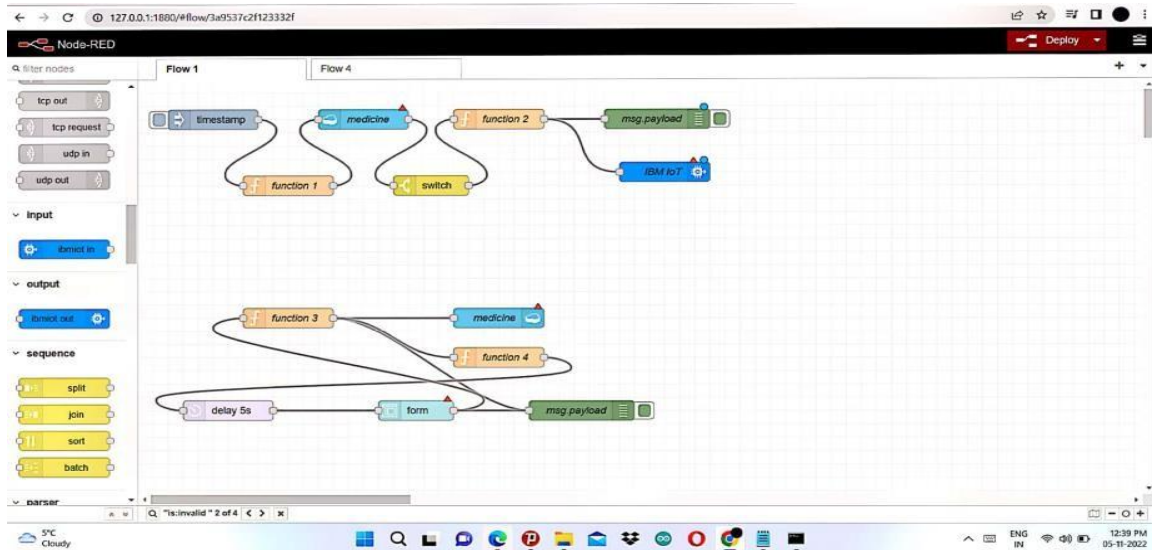 127.0.0.1:1880/#flow/3a9537c2f123332f
Node-RED
Deploy
filter nodes
Flow 1
Flow 4
tcp out
tcp request
udp in
udp out
input
ibmiot in
output
ibmiot out
sequence
split
join
sort
batch
parser
timestamp
medicine
function 2
msg.payload
IBM IoT
function 1
switch
function 3
medicine
function 4
delay 5s
form
msg.payload
"is:invalid " 2 of 4
5°C
Cloudy
ENG
IN
12:39 PM
05-11-2022